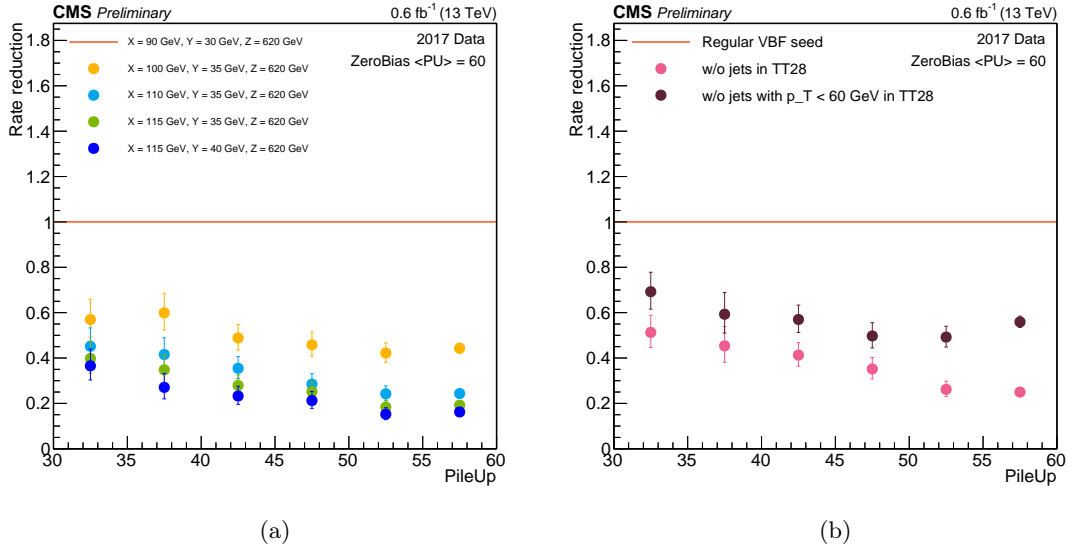 CMS Preliminary 0.6 fb⁻¹ (13 TeV)
2017 Data
ZeroBias <PU> = 60
X = 90 GeV, Y = 30 GeV, Z = 620 GeV
X = 100 GeV, Y = 35 GeV, Z = 620 GeV
X = 110 GeV, Y = 35 GeV, Z = 620 GeV
X = 115 GeV, Y = 35 GeV, Z = 620 GeV
X = 115 GeV, Y = 40 GeV, Z = 620 GeV
Rate reduction
1.8
1.6
1.4
1.2
1
0.8
0.6
0.4
0.2
0
30 35 40 45 50 55 60
PileUp
(a)
CMS Preliminary 0.6 fb⁻¹ (13 TeV)
2017 Data
ZeroBias <PU> = 60
Regular VBF seed
w/o jets in TT28
w/o jets with p_T < 60 GeV in TT28
Rate reduction
1.8
1.6
1.4
1.2
1
0.8
0.6
0.4
0.2
0
30 35 40 45 50 55 60
PileUp
(b)